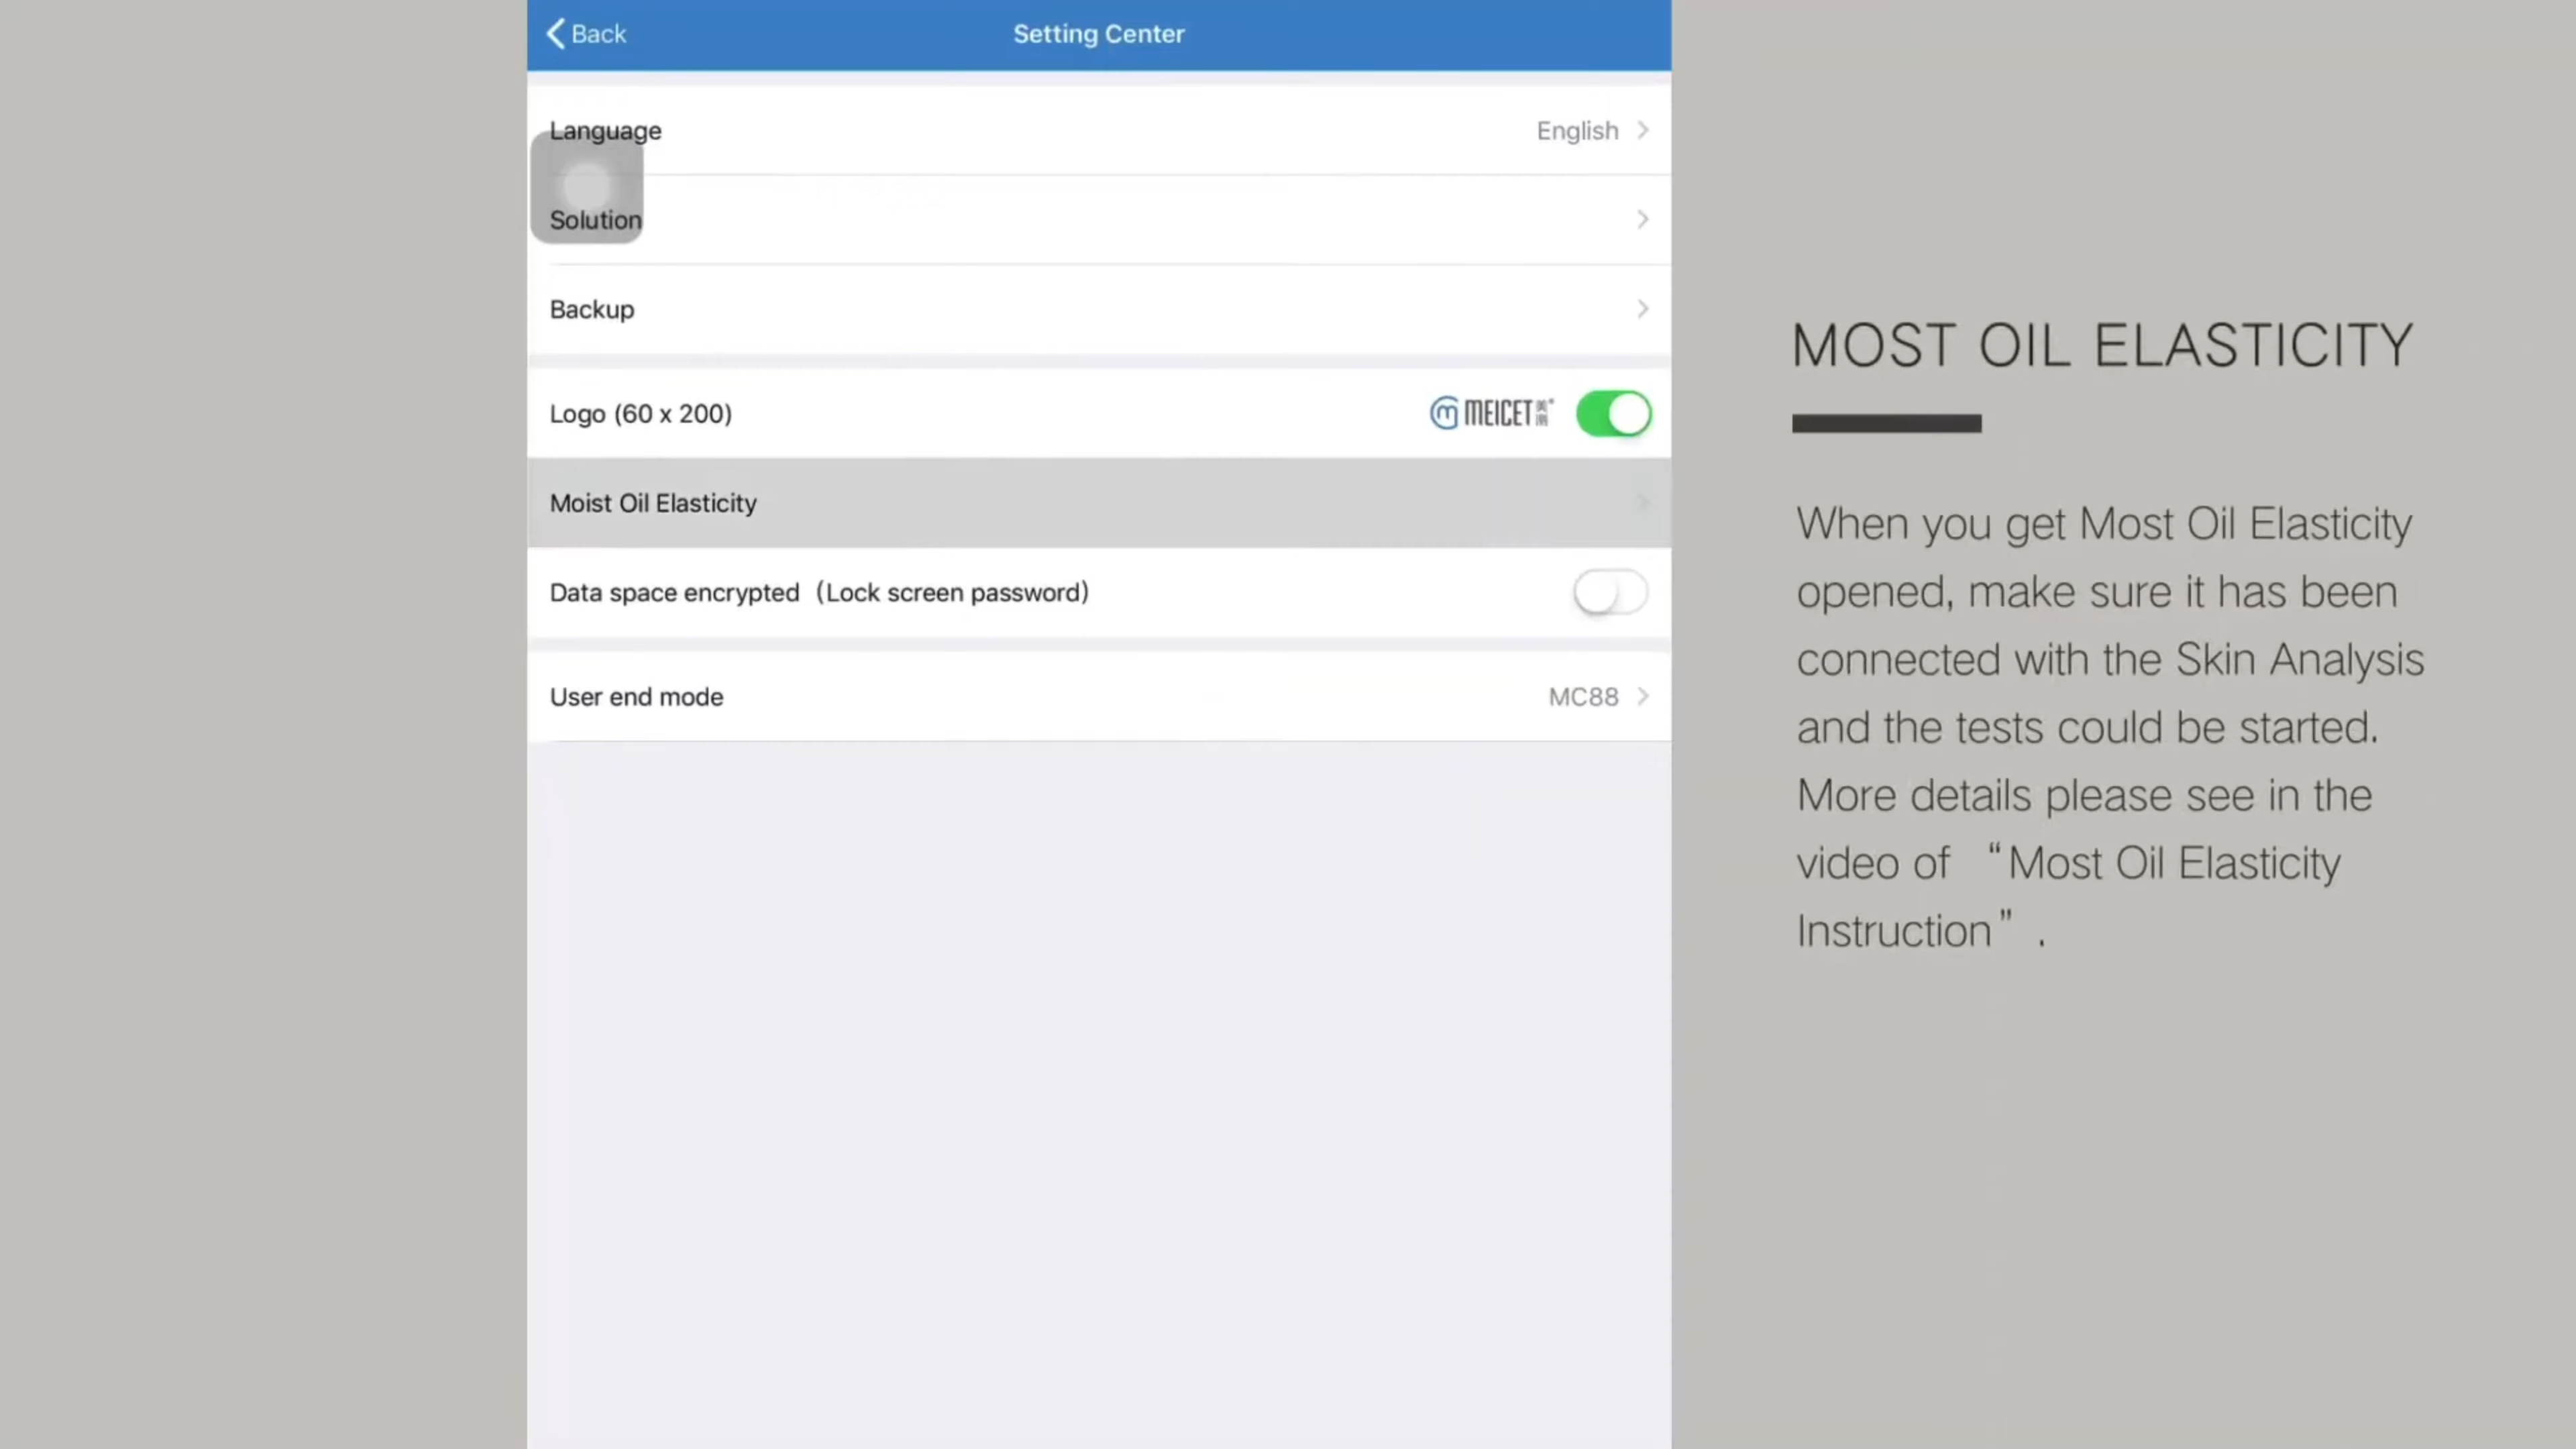 Back
Setting Center
Language
English
Solution
Backup
Logo (60 x 200)
MEICET
Moist Oil Elasticity
Data space encrypted（Lock screen password）
User end mode
MC88
MOST OIL ELASTICITY
When you get Most Oil Elasticity
opened, make sure it has been
connected with the Skin Analysis
and the tests could be started.
More details please see in the
video of “Most Oil Elasticity
Instruction” .